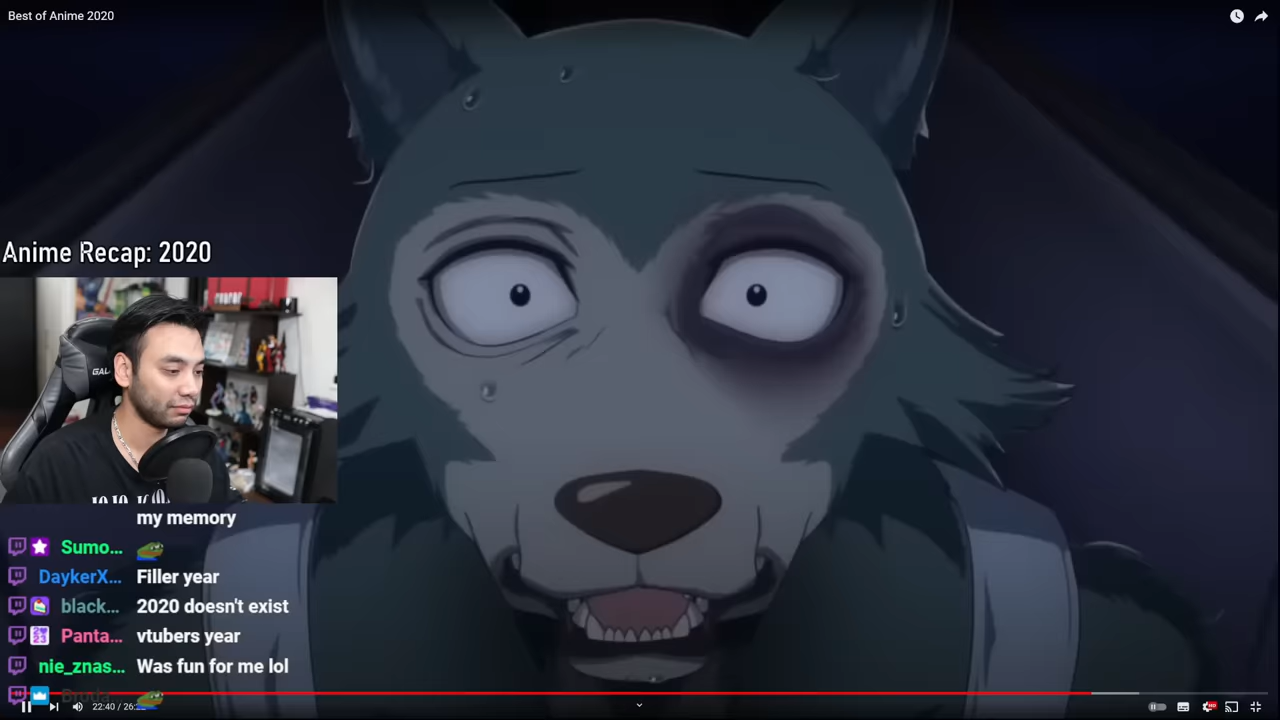 Best of Anime 2020
Anime Recap: 2020
my memory
Sumo...
DaykerX... Filler year
black... 2020 doesn't exist
Panta... vtubers year
nie_znas... Was fun for me lol
22:40 / 26:
HD